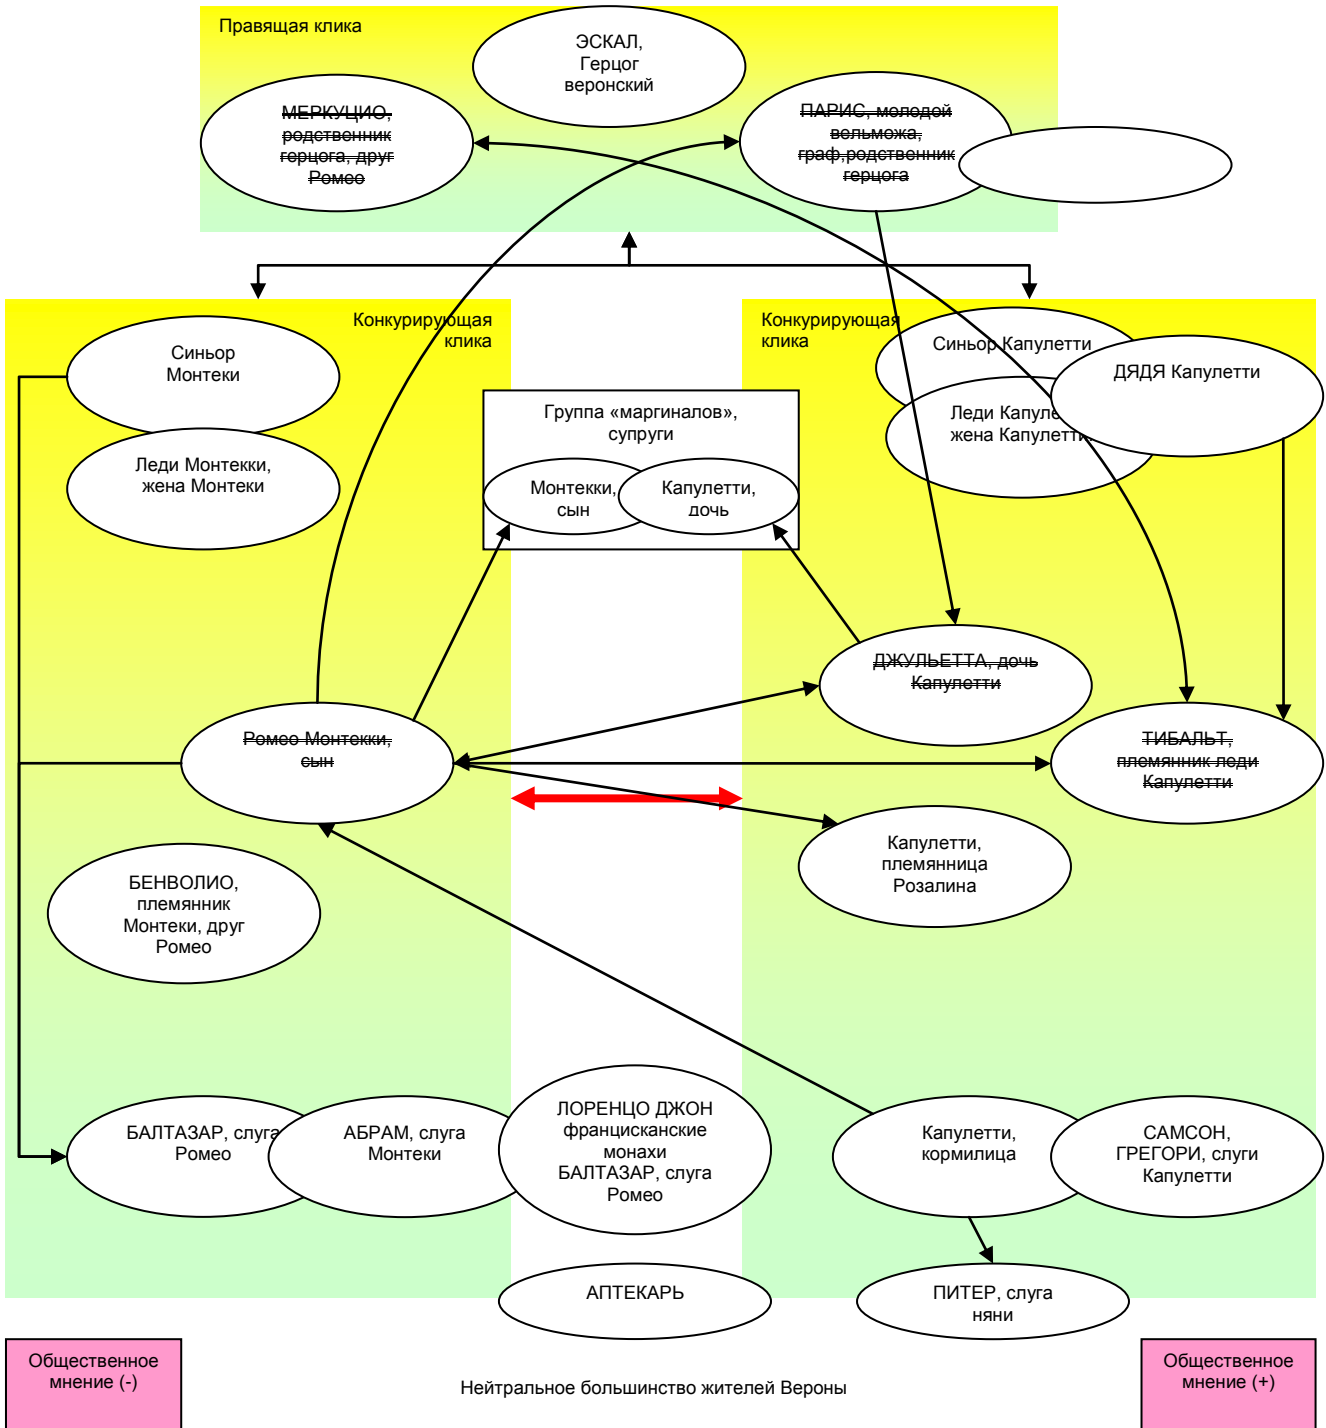 Правящая клика
ЭСКАЛ,
Герцог
веронский
МЕРКУЦИО,
родственник
герцога, друг
Ромео
ПАРИС, молодой
вельможа,
граф,родственник
герцога
Конкурирующая
клика
Синьор
Монтеки
Леди Монтекки,
жена Монтеки
Группа «маргиналов»,
супруги
Монтекки,
сын
Капулетти,
дочь
Конкурирующая
клика
Синьор Капулетти
ДЯДЯ Капулетти
Леди Капуле
жена Капулетти
ДЖУЛЬЕТТА, дочь
Капулетти
Ромео Монтекки,
сын
ТИБАЛЬТ,
племянник леди
Капулетти
Капулетти,
племянница
Розалина
БЕНВОЛИО,
племянник
Монтеки, друг
Ромео
БАЛТАЗАР, слуга
Ромео
АБРАМ, слуга
Монтеки
ЛОРЕНЦО ДЖОН
францисканские
монахи
БАЛТАЗАР, слуга
Ромео
Капулетти,
кормилица
САМСОН,
ГРЕГОРИ, слуги
Капулетти
АПТЕКАРЬ
ПИТЕР, слуга
няни
Общественное
мнение (-)
Нейтральное большинство жителей Вероны
Общественное
мнение (+)